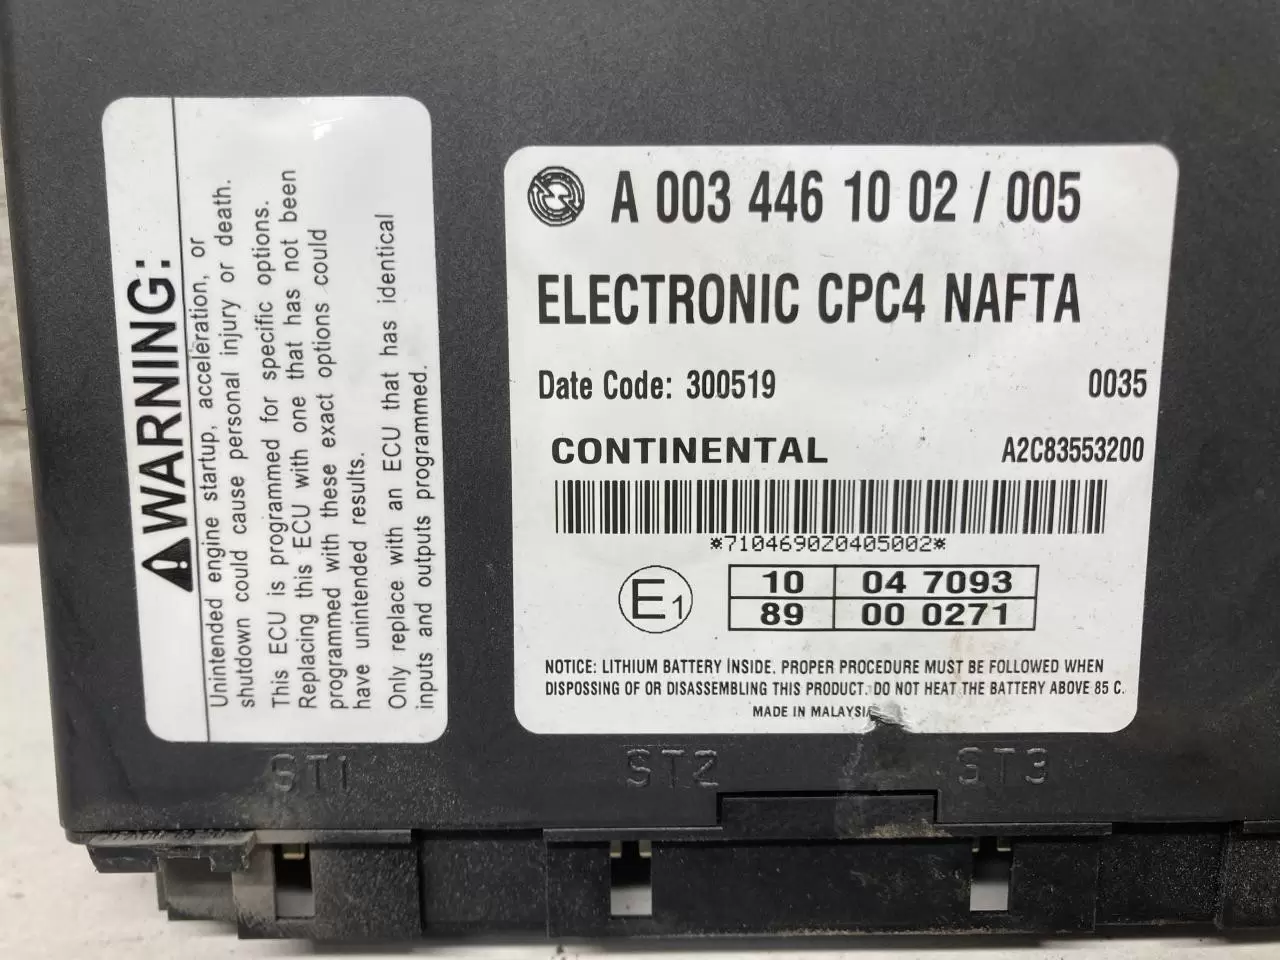 WARNING:
Unintended engine startup, acceleration, or
shutdown could cause personal injury or death.
This ECU is programmed for specific options.
Replacing this ECU with one that has not been
programmed with these exact options could
have unintended results.
Only replace with an ECU that has identical
inputs and outputs programmed.
A 003 446 10 02 / 005
ELECTRONIC CPC4 NAFTA
Date Code: 300519 0035
CONTINENTAL A2C83553200
*7104690Z0405002*
E1
10 04 7093
89 00 0271
NOTICE: LITHIUM BATTERY INSIDE. PROPER PROCEDURE MUST BE FOLLOWED WHEN
DISPOSSING OF OR DISASSEMBLING THIS PRODUCT. DO NOT HEAT THE BATTERY ABOVE 85 C.
MADE IN MALAYSIA
ST1 ST2 ST3